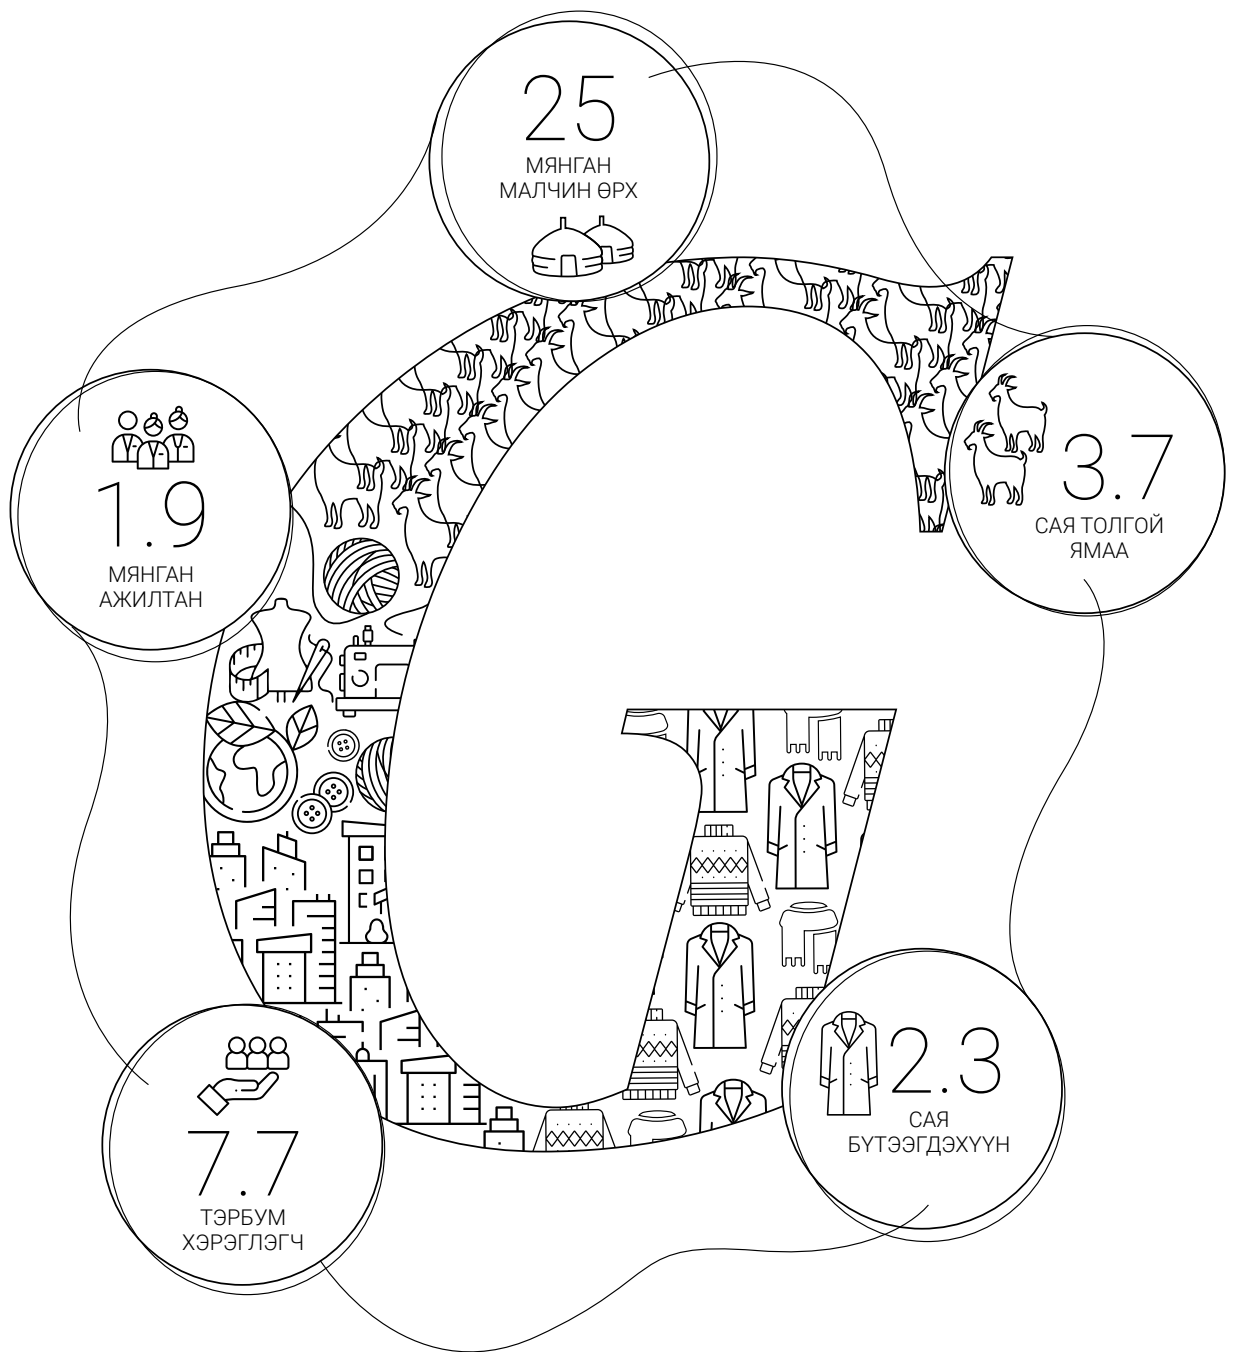 25
МЯНГАН
МАЛЧИН ӨРХ
3.7
САЯ ТОЛГОЙ
ЯМАА
1.9
МЯНГАН
АЖИЛТАН
2.3
САЯ
БҮТЭЭГДЭХҮҮН
7.7
ТЭРБУМ
ХЭРЭГЛЭГЧ